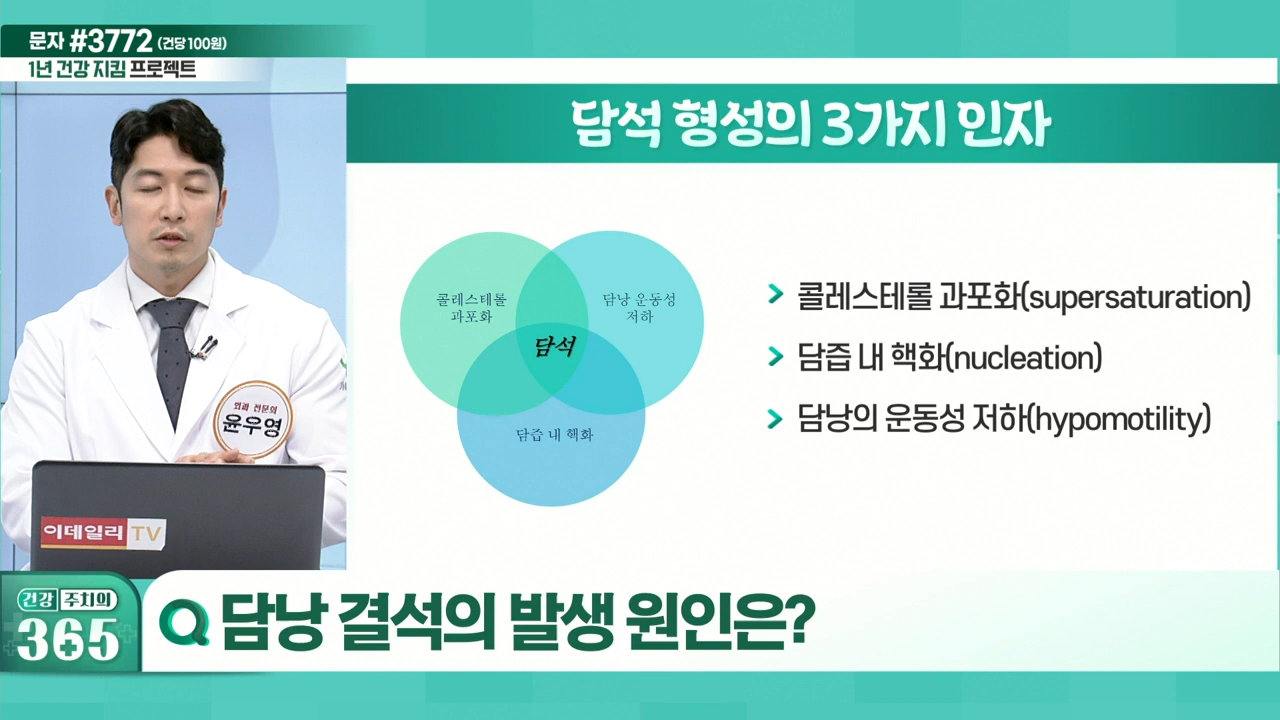 문자 #3772 (건당 100원)
1년 건강 지킴 프로젝트
담석 형성의 3가지 인자
콜레스테롤
과포화
담낭 운동성
저하
담석
담즙 내 핵화
콜레스테롤 과포화(supersaturation)
담즙 내 핵화(nucleation)
담낭의 운동성 저하(hypomotility)
외과 전문의
윤우영
이데일리 TV
건강 주치의
365
Q 담낭 결석의 발생 원인은?